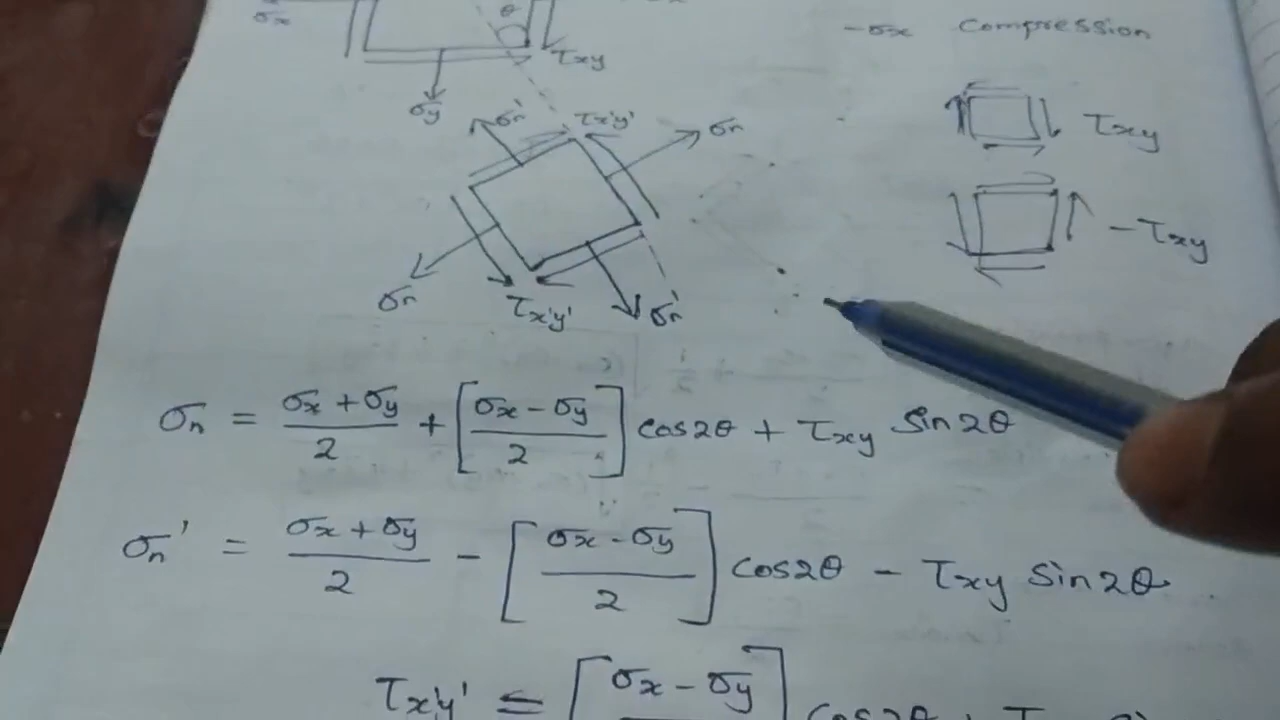 σx
θ
τxy
σy
-σx Compression
σn' τx'y' σn
τxy
-τxy
σn τx'y' σn'
σn = σx + σy / 2 + [σx - σy / 2] cos2θ + τxy Sin2θ
σn' = σx + σy / 2 - [σx - σy / 2] cos2θ - τxy Sin2θ
τx'y' = [σx - σy